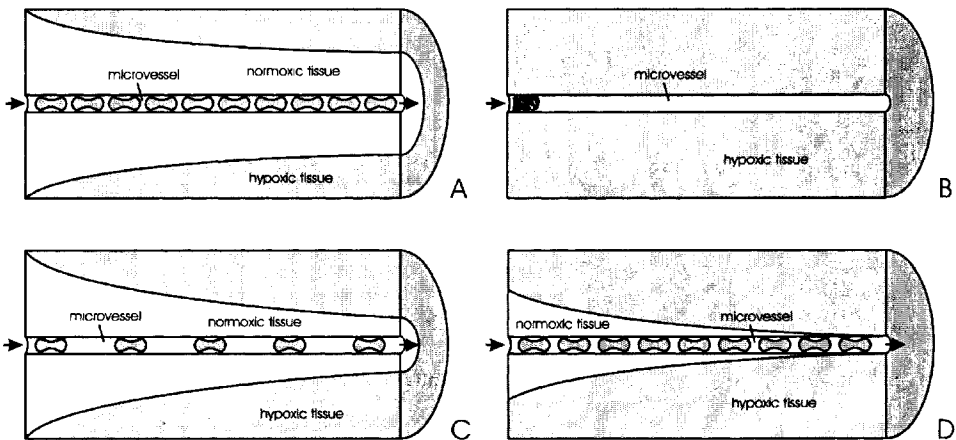 microvessel
normoxic tissue
hypoxic tissue
A
microvessel
hypoxic tissue
B
microvessel
normoxic tissue
hypoxic tissue
C
microvessel
normoxic tissue
hypoxic tissue
D